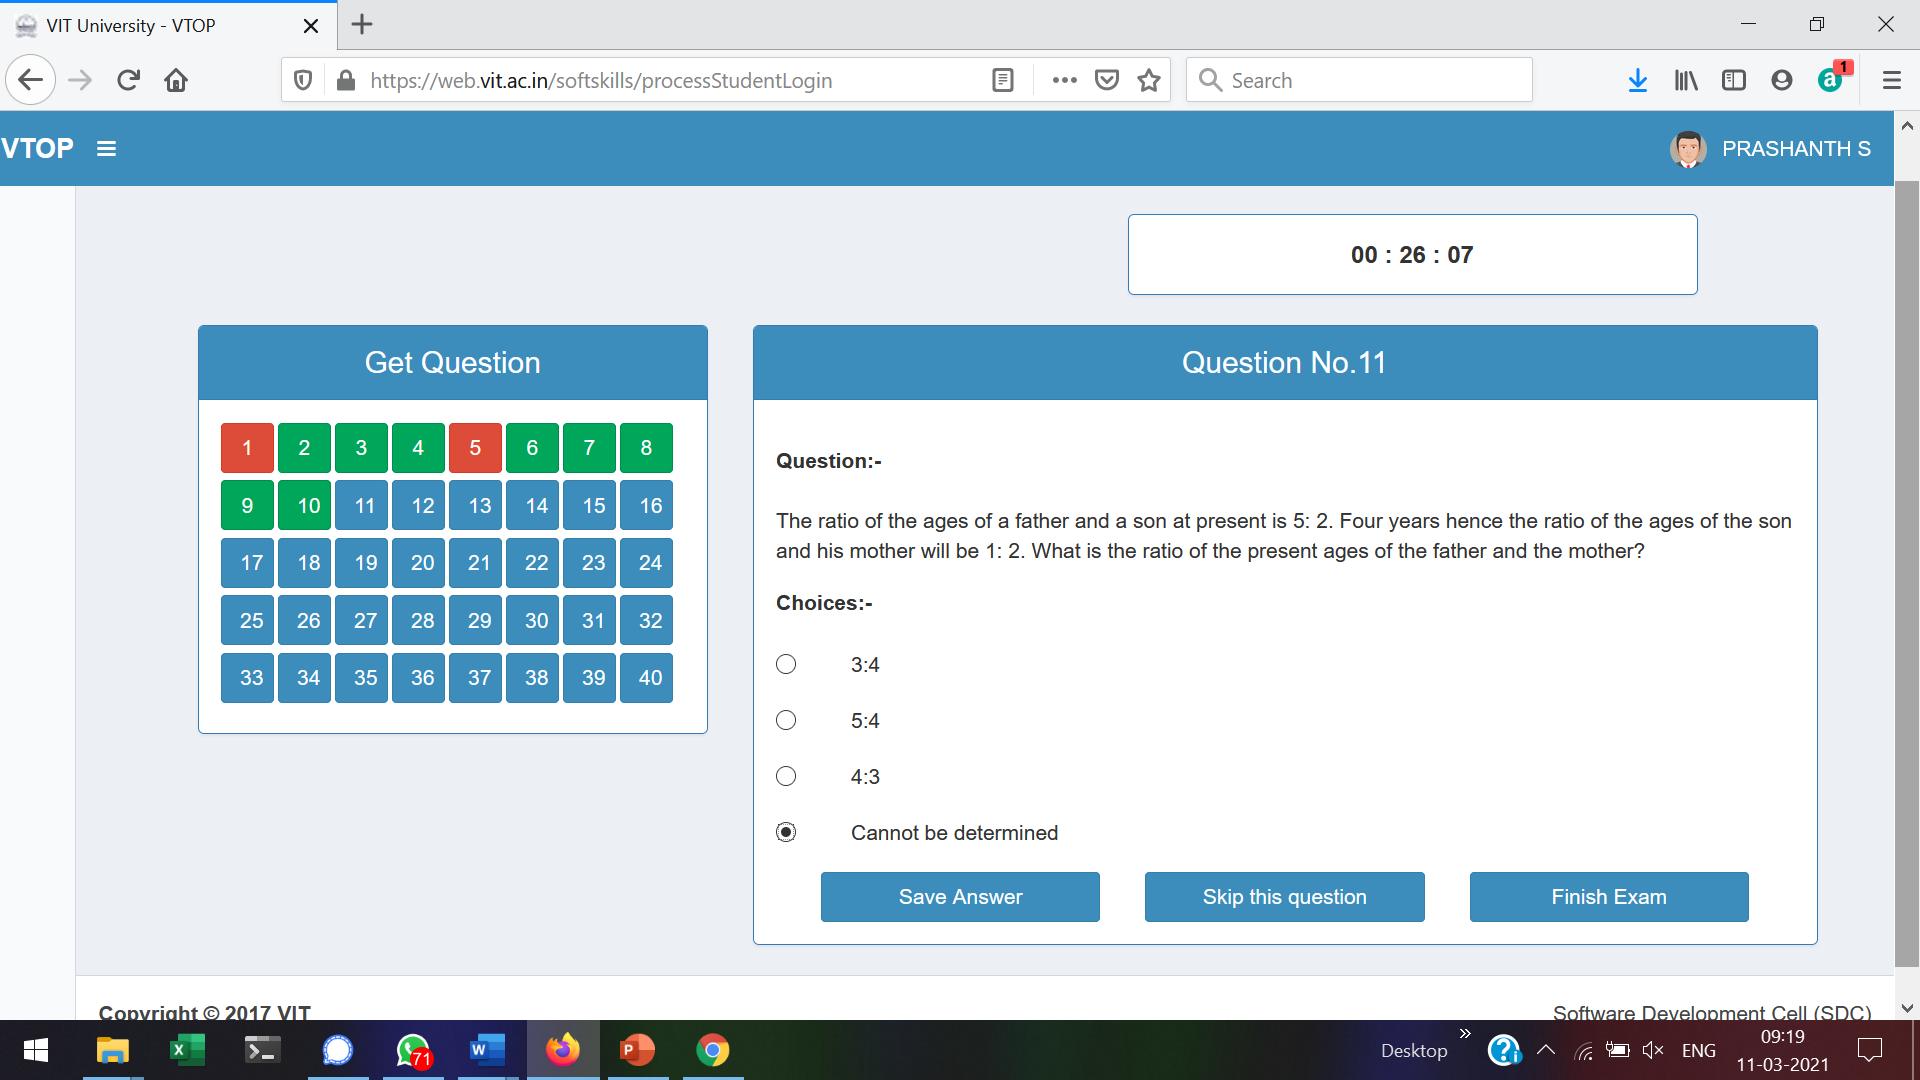 VIT University - VTOP
https://web.vit.ac.in/softskills/processStudentLogin
Search
1
VTOP
PRASHANTH S
00 : 26 : 07
Get Question
1 2 3 4 5 6 7 8
9 10 11 12 13 14 15 16
17 18 19 20 21 22 23 24
25 26 27 28 29 30 31 32
33 34 35 36 37 38 39 40
Question No.11
Question:-
The ratio of the ages of a father and a son at present is 5: 2. Four years hence the ratio of the ages of the son
and his mother will be 1: 2. What is the ratio of the present ages of the father and the mother?
Choices:-
3:4
5:4
4:3
Cannot be determined
Save Answer
Skip this question
Finish Exam
Copyright © 2017 VIT
Software Development Cell (SDC)
71
Desktop
ENG
09:19
11-03-2021